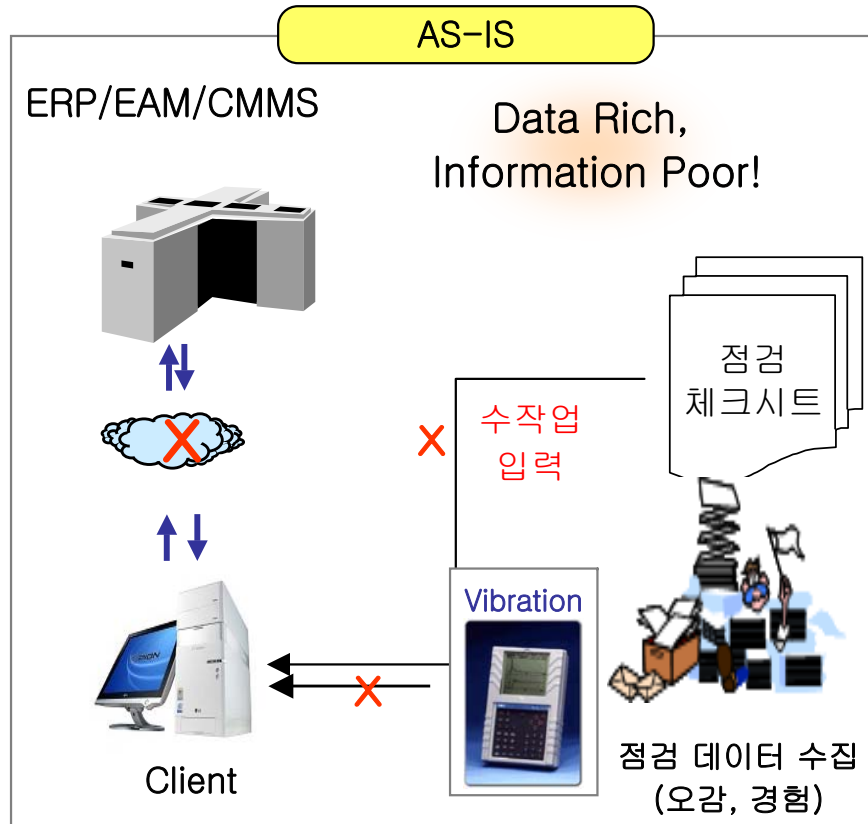 AS-IS
ERP/EAM/CMMS
Data Rich,
Information Poor!
점검
체크시트
수작업
입력
Vibration
Client
점검 데이터 수집
(오감, 경험)